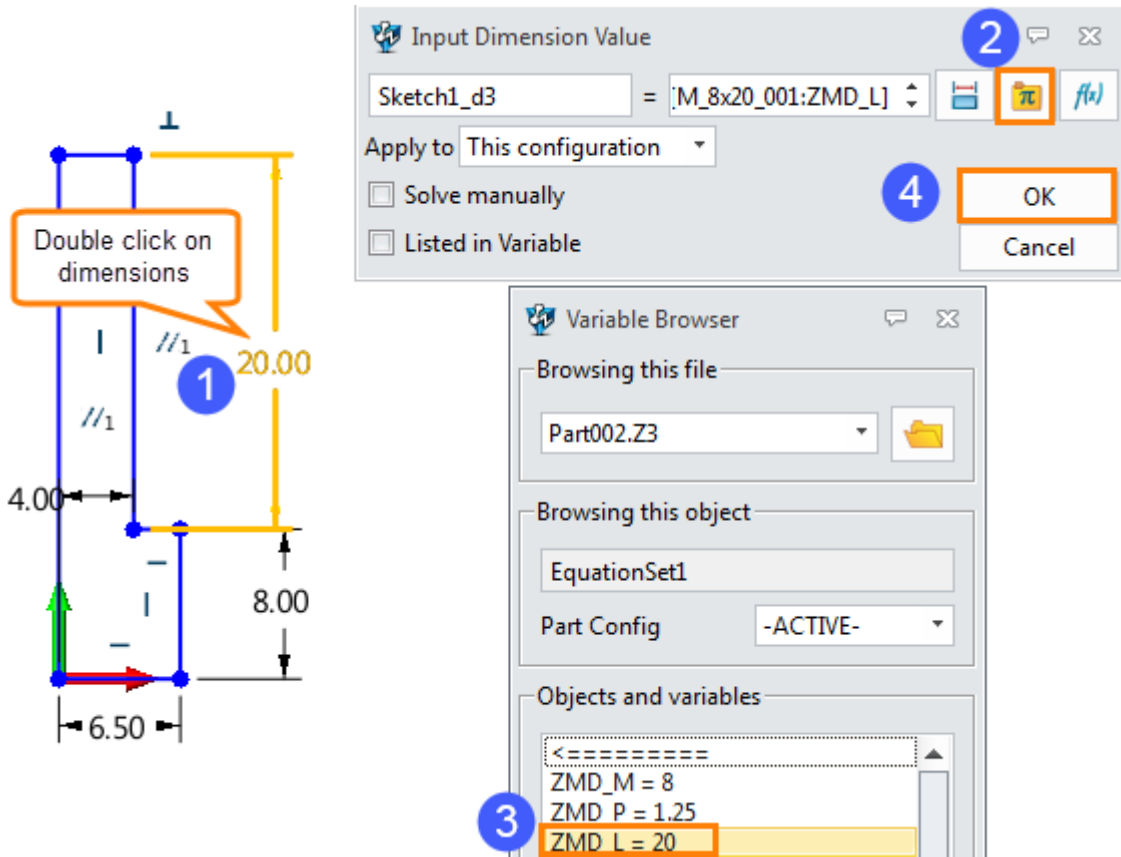 Double click on
dimensions
1
20.00
//1
//1
4.00
8.00
6.50
Input Dimension Value
2
Sketch1_d3
=
[M_8x20_001:ZMD_L]
π
f(x)
Apply to
This configuration
Solve manually
4
OK
Listed in Variable
Cancel
Variable Browser
Browsing this file
Part002.Z3
Browsing this object
EquationSet1
Part Config
-ACTIVE-
Objects and variables
<=========
ZMD_M = 8
ZMD_P = 1.25
3
ZMD_L = 20